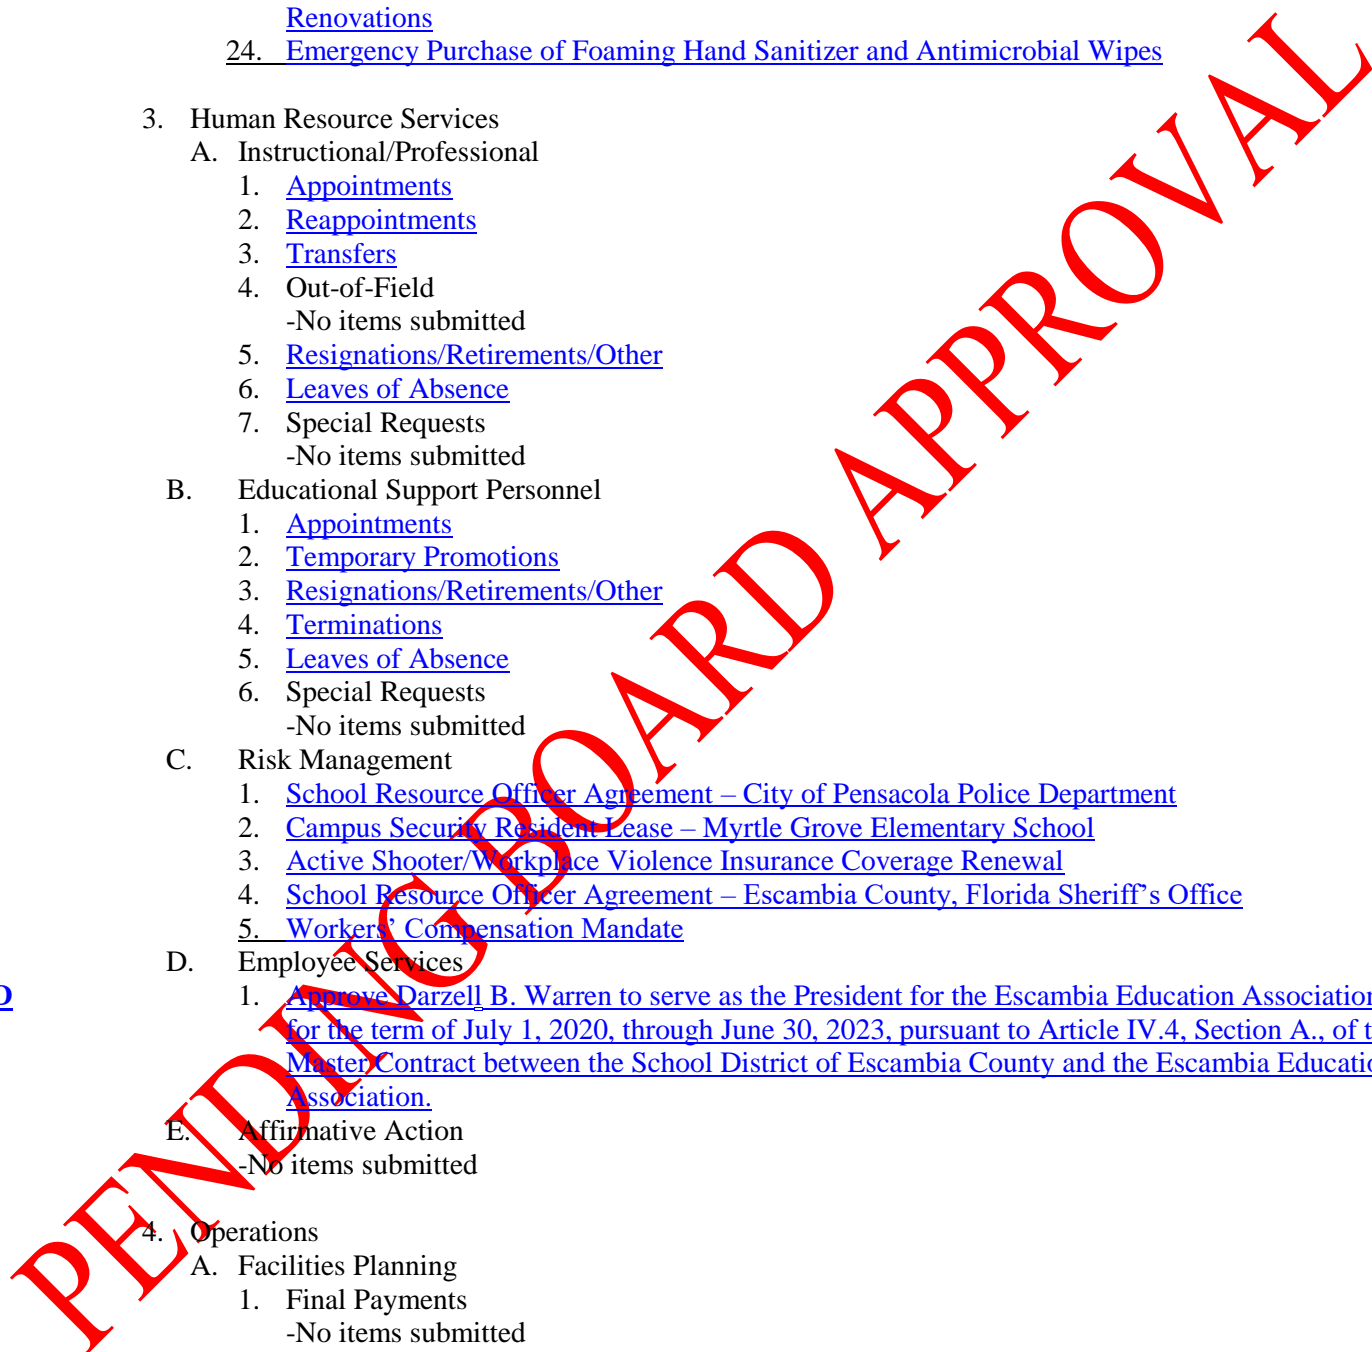 Renovations
24. Emergency Purchase of Foaming Hand Sanitizer and Antimicrobial Wipes
3. Human Resource Services
A. Instructional/Professional
1. Appointments
2. Reappointments
3. Transfers
4. Out-of-Field
-No items submitted
5. Resignations/Retirements/Other
6. Leaves of Absence
7. Special Requests
-No items submitted
B. Educational Support Personnel
1. Appointments
2. Temporary Promotions
3. Resignations/Retirements/Other
4. Terminations
5. Leaves of Absence
6. Special Requests
-No items submitted
C. Risk Management
1. School Resource Officer Agreement – City of Pensacola Police Department
2. Campus Security Resident Lease – Myrtle Grove Elementary School
3. Active Shooter/Workplace Violence Insurance Coverage Renewal
4. School Resource Officer Agreement – Escambia County, Florida Sheriff’s Office
5. Workers’ Compensation Mandate
D. Employee Services
1. Approve Darzell B. Warren to serve as the President for the Escambia Education Association
for the term of July 1, 2020, through June 30, 2023, pursuant to Article IV.4, Section A., of
Master Contract between the School District of Escambia County and the Escambia
Association.
E. Affirmative Action
-No items submitted
4. Operations
A. Facilities Planning
1. Final Payments
-No items submitted
PENDING BOARD APPROVAL